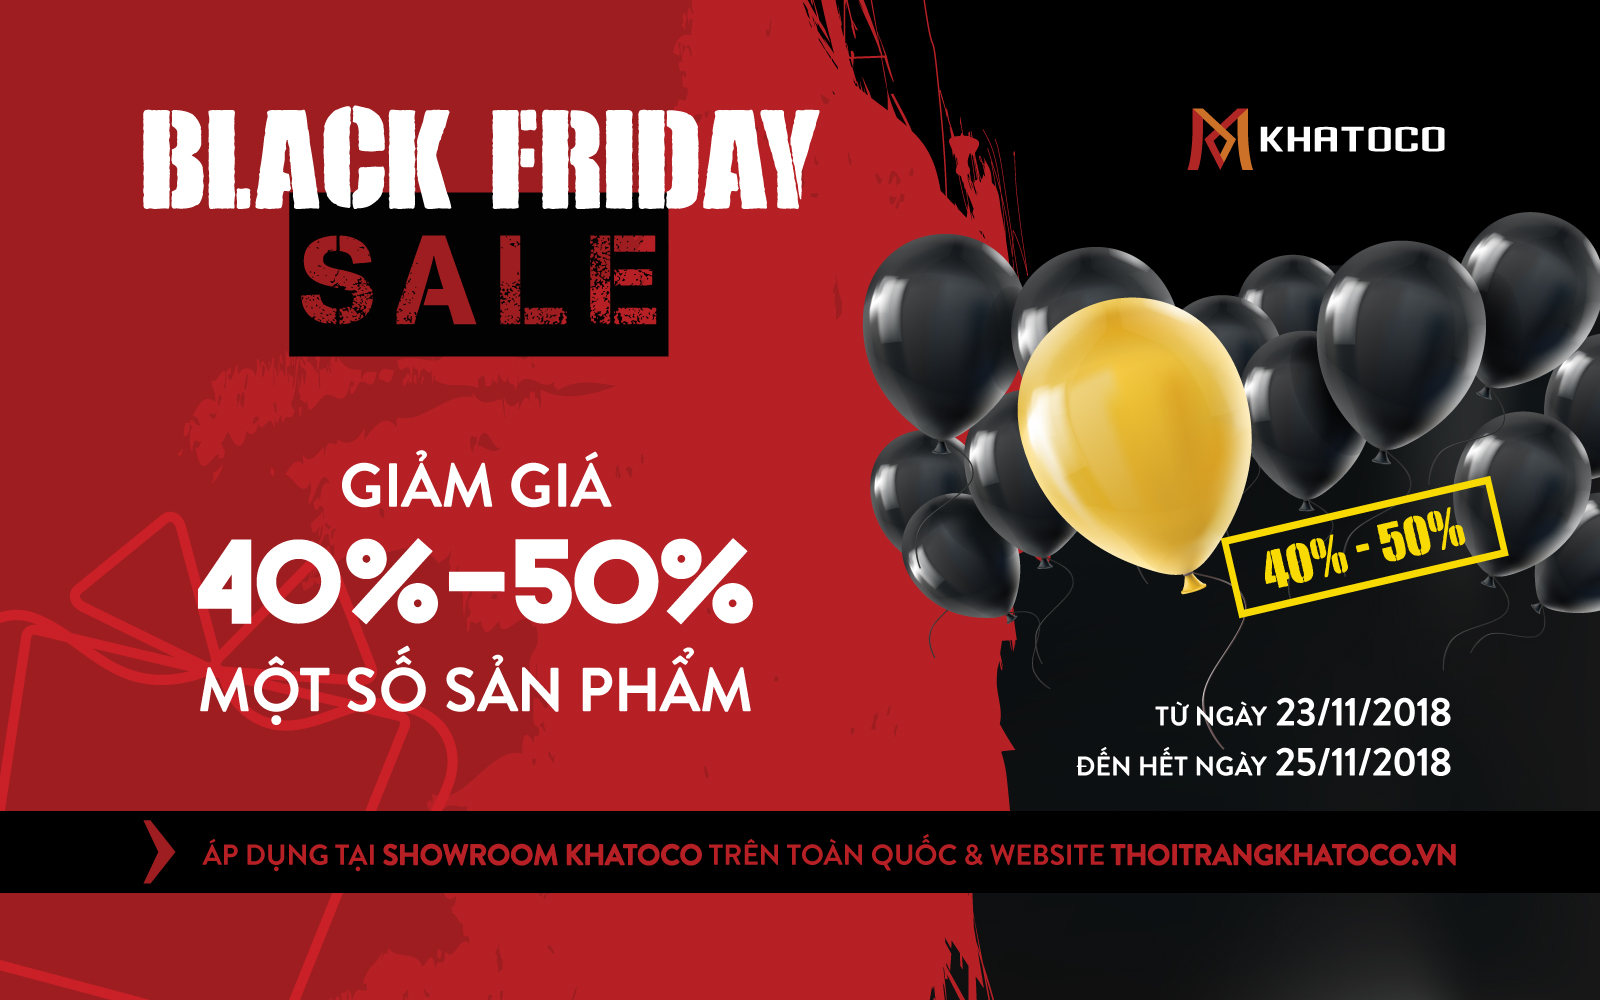 BLACK FRIDAY
SALE
GIẢM GIÁ
40%-50%
MỘT SỐ SẢN PHẨM
KHATOCO
40% - 50%
TỪ NGÀY 23/11/2018
ĐẾN HẾT NGÀY 25/11/2018
ÁP DỤNG TẠI SHOWROOM KHATOCO TRÊN TOÀN QUỐC & WEBSITE THOITRANGKHATOCO.VN